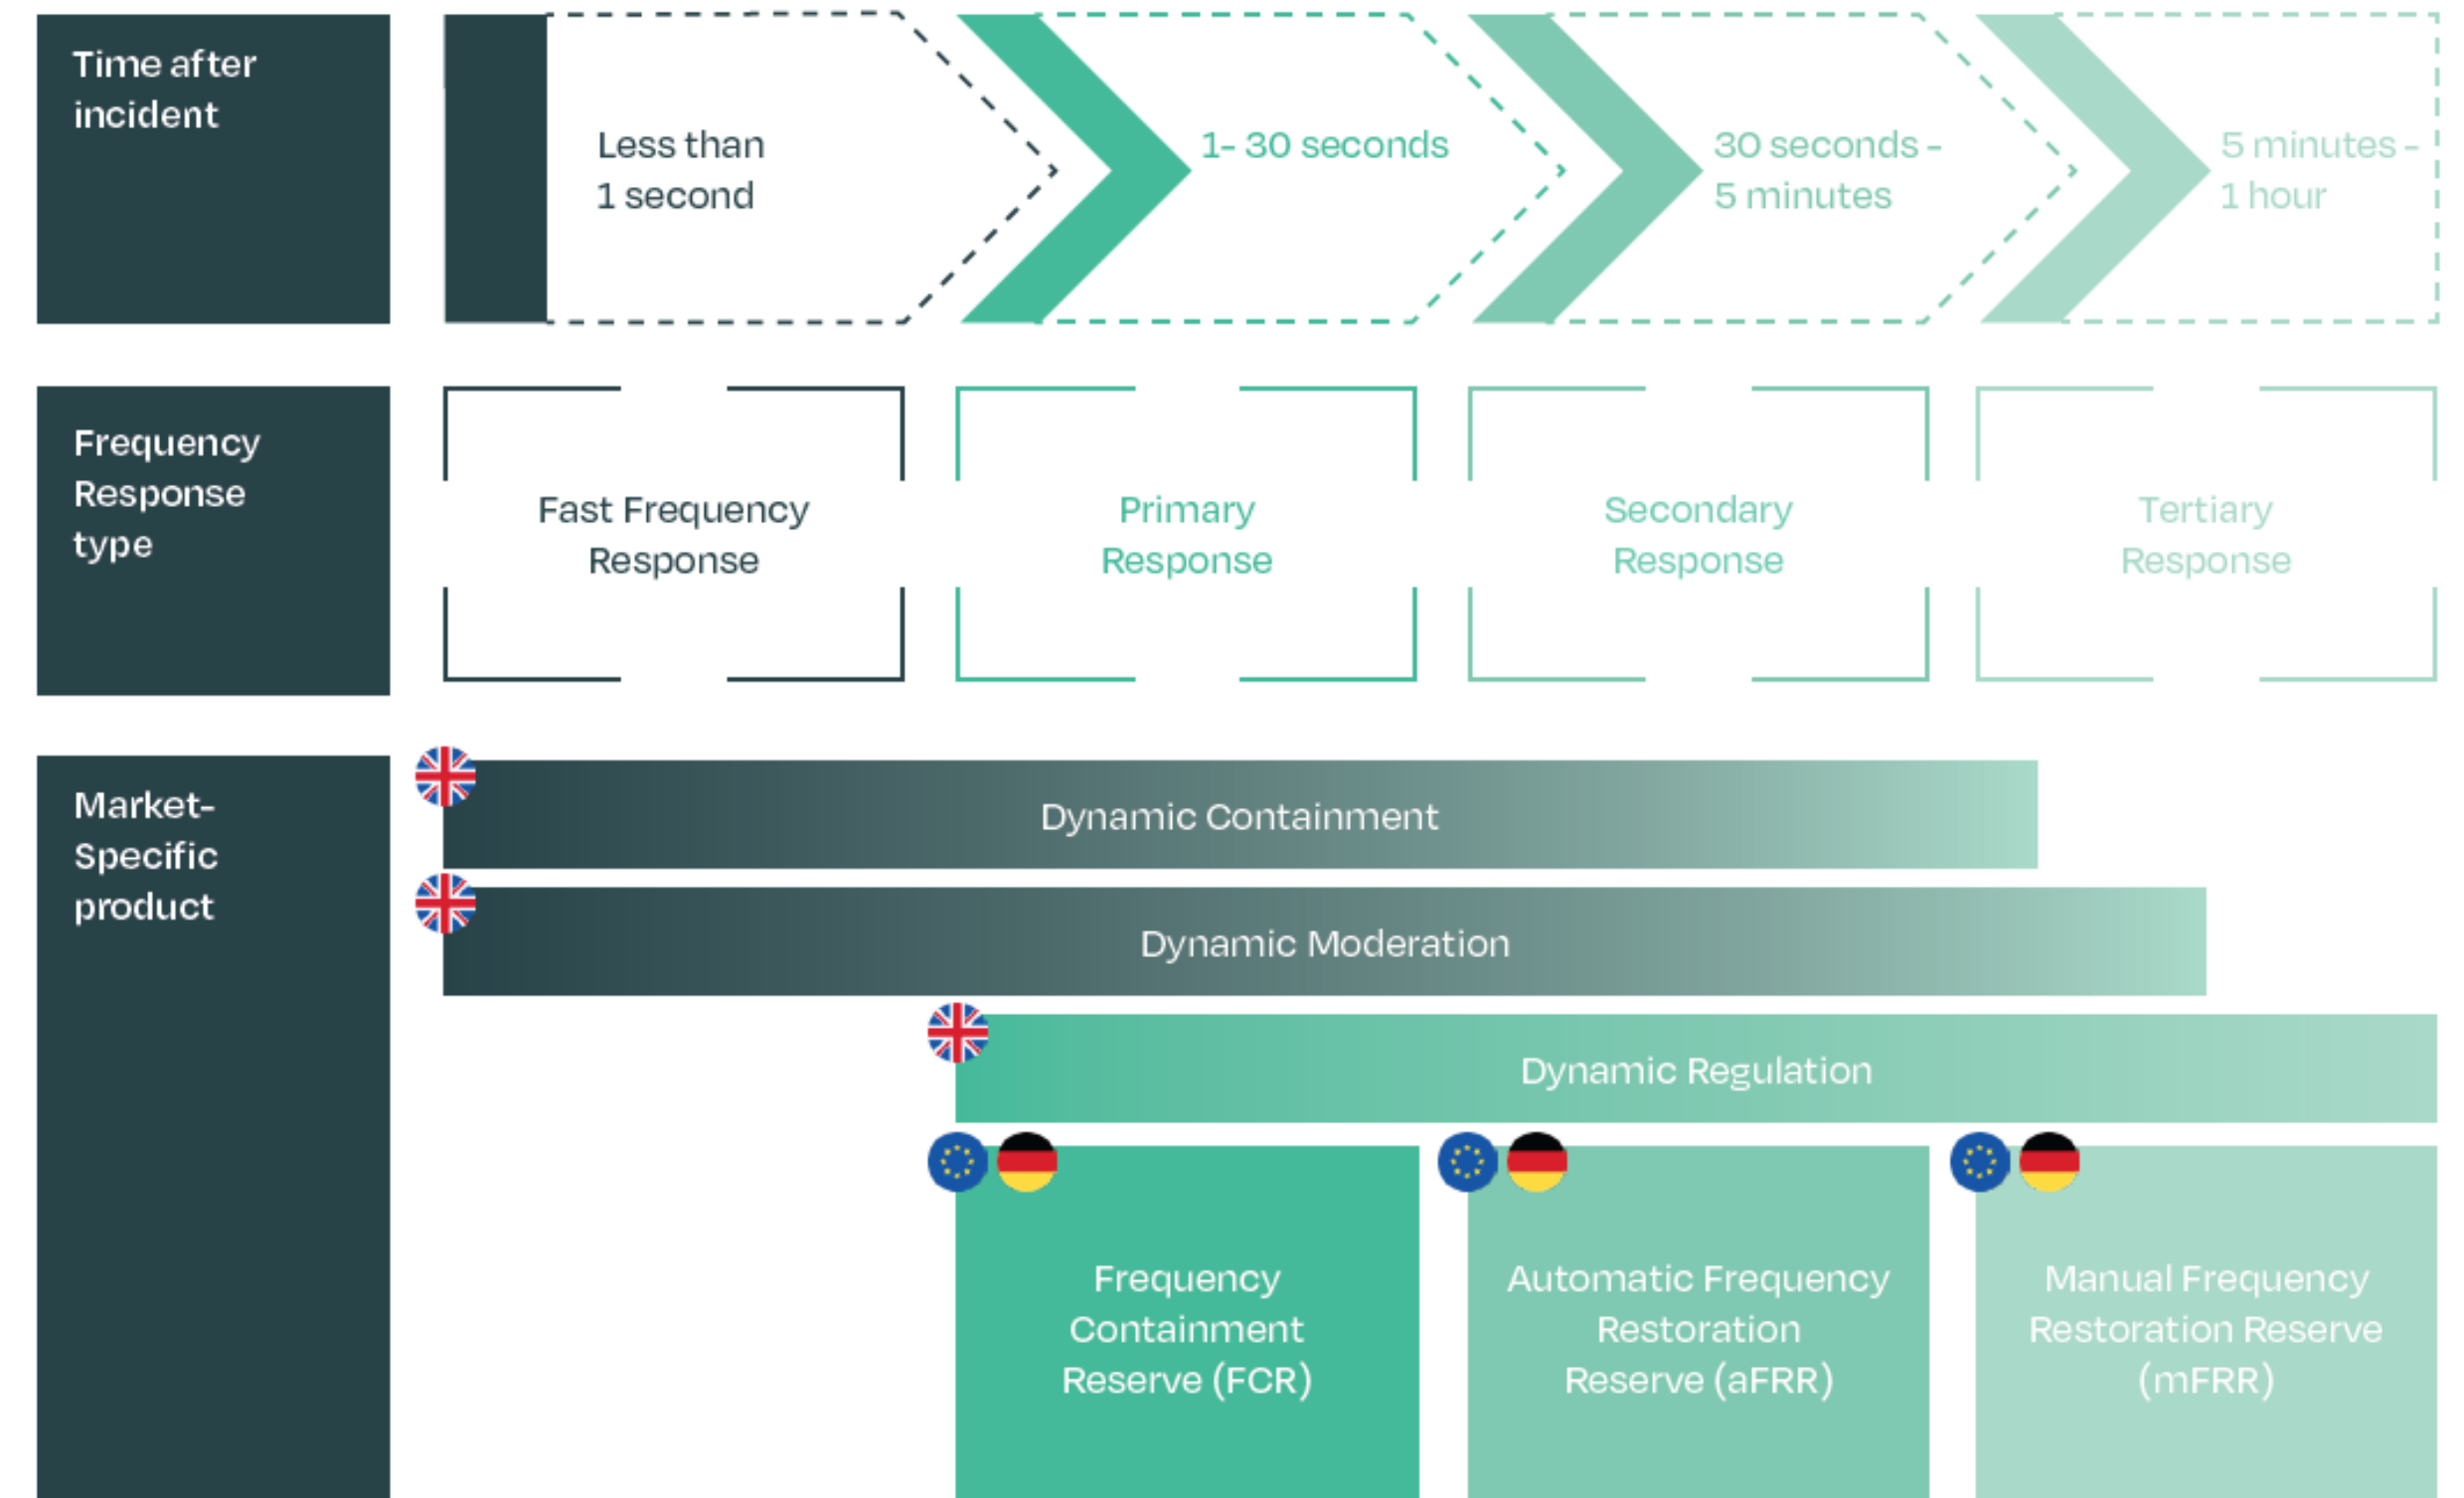 Time after
incident
Less than
1 second
1- 30 seconds
30 seconds -
5 minutes
5 minutes -
1 hour
Frequency
Response
type
Fast Frequency
Response
Primary
Response
Secondary
Response
Tertiary
Response
Market-
Specific
product
Dynamic Containment
Dynamic Moderation
Dynamic Regulation
Frequency
Containment
Reserve (FCR)
Automatic Frequency
Restoration
Reserve (aFRR)
Manual Frequency
Restoration Reserve
(mFRR)